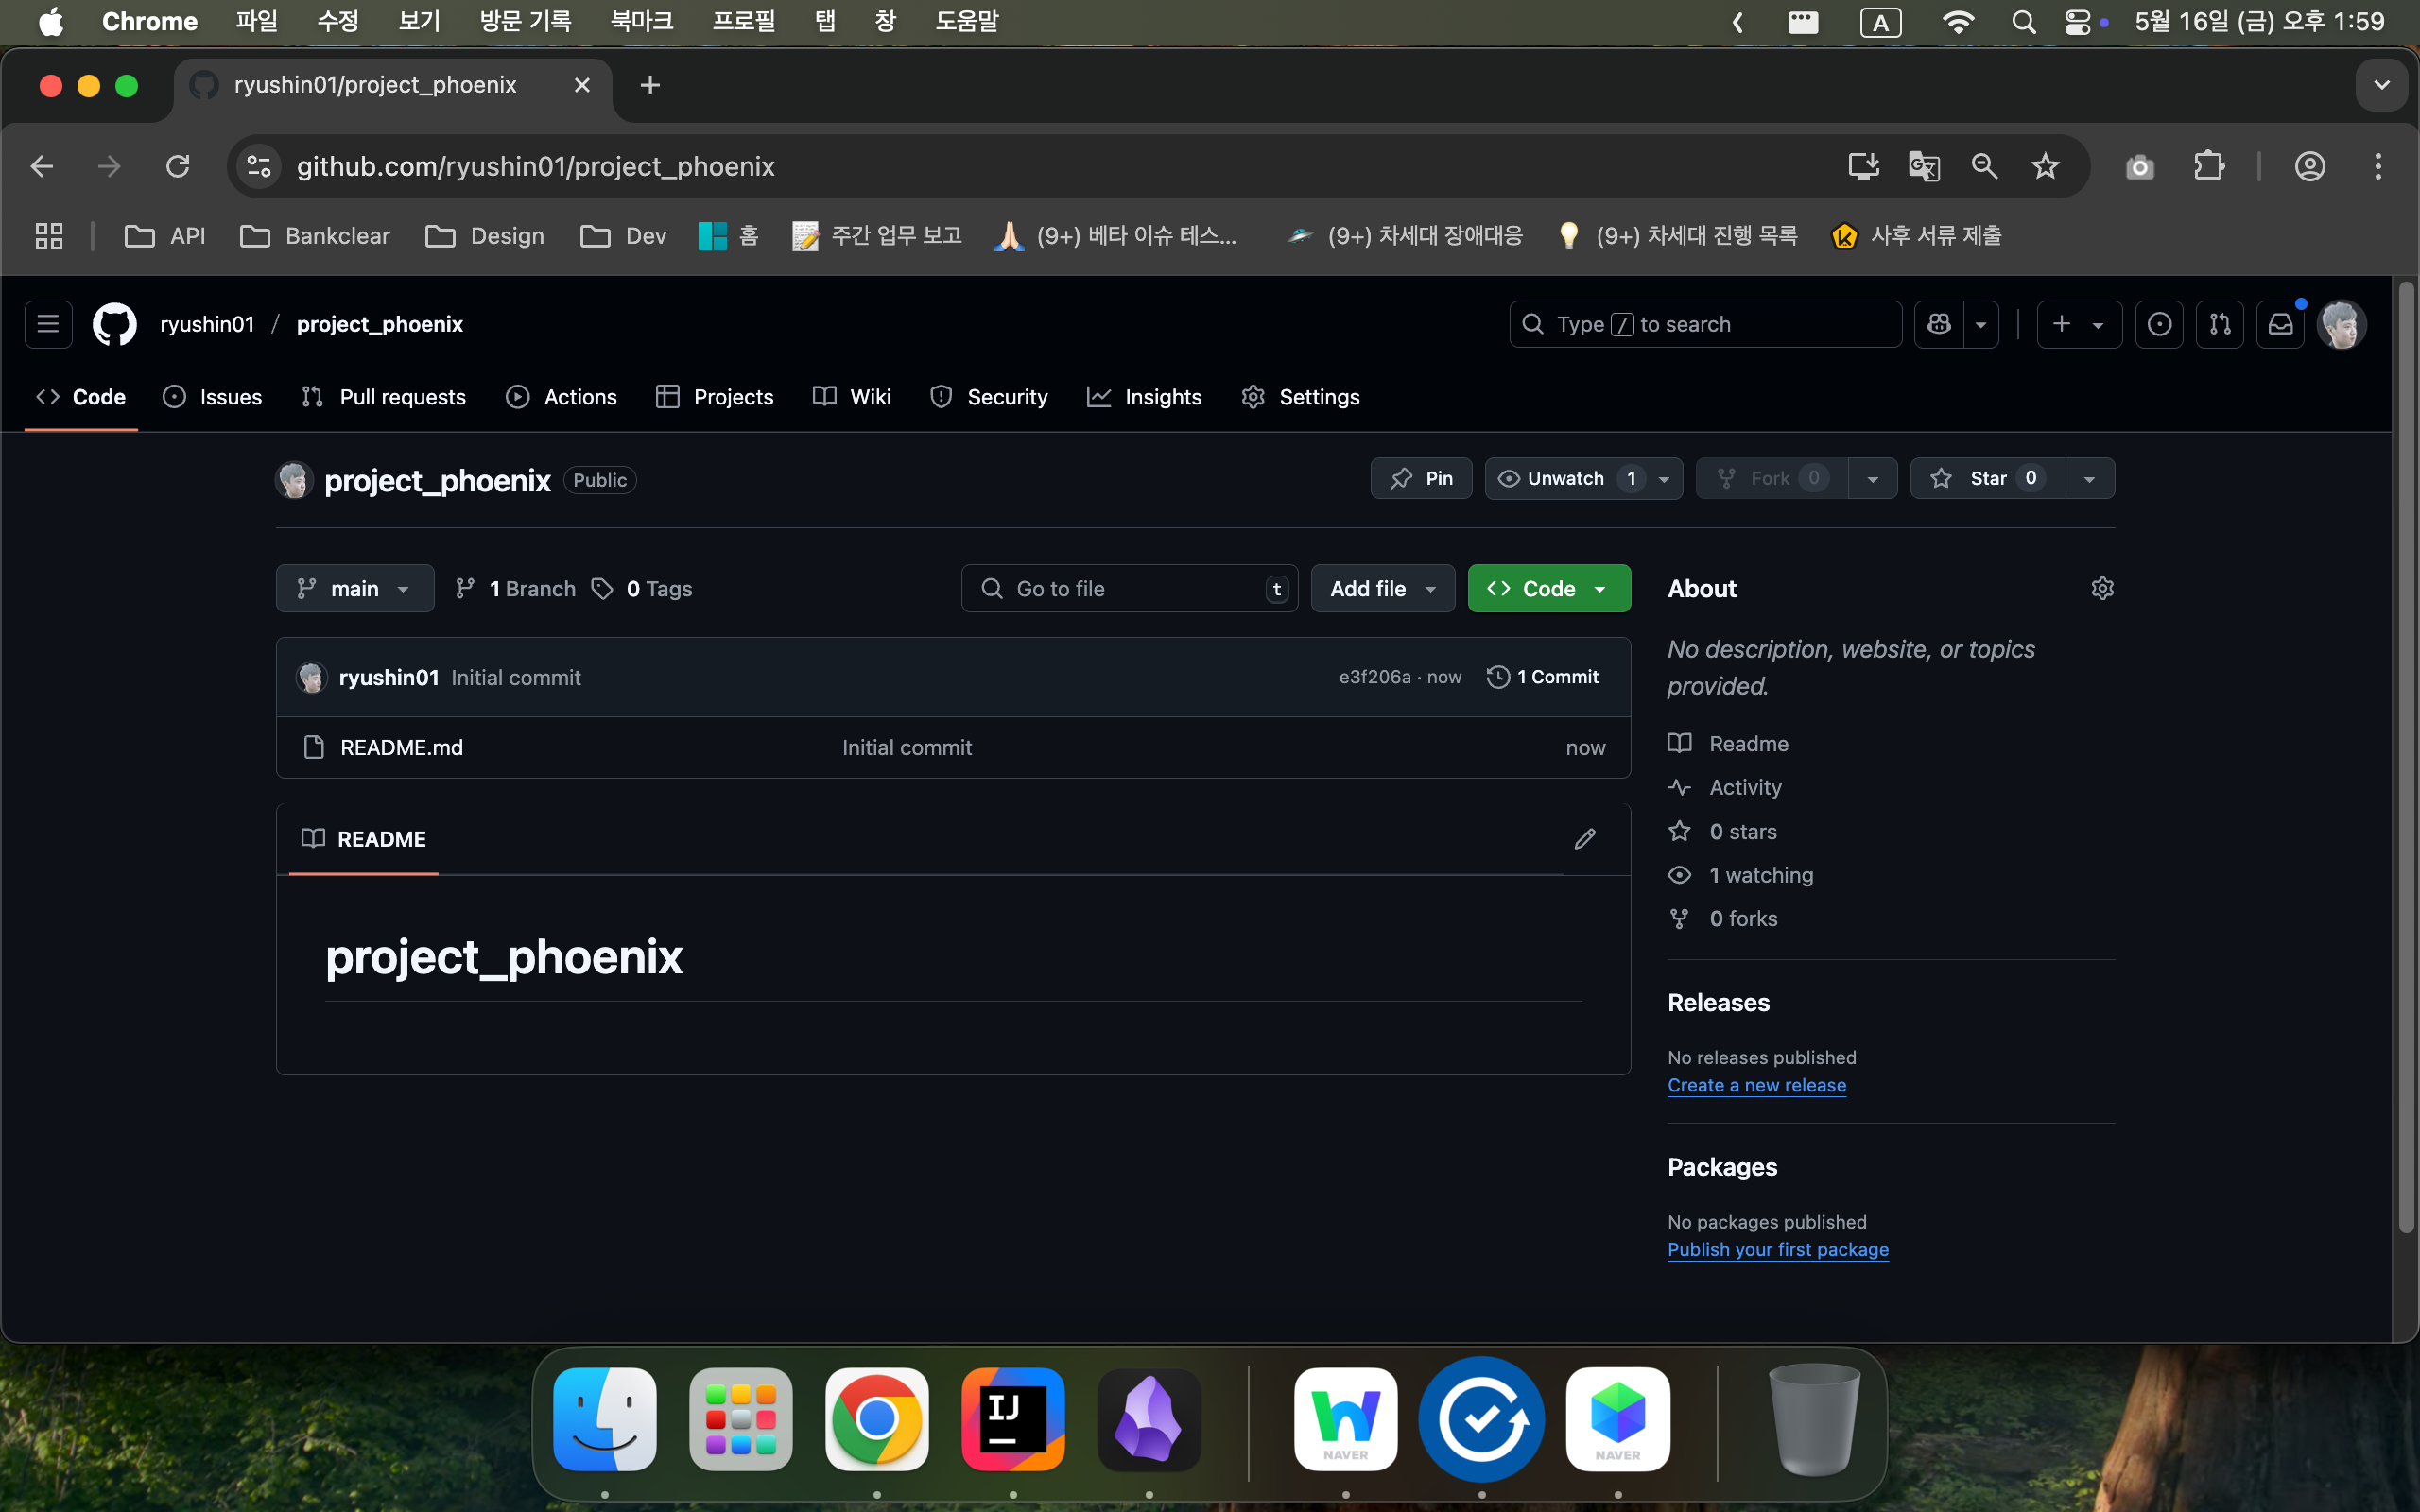 Chrome 파일 수정 보기 방문 기록 북마크 프로필 탭 창 도움말 A 5월 16일 (금) 오후 1:59
ryushin01/project_phoenix
github.com/ryushin01/project_phoenix
API Bankclear Design Dev 홈 주간 업무 보고 (9+) 베타 이슈 테스... (9+) 차세대 장애대응 (9+) 차세대 진행 목록 사후 서류 제출
ryushin01 / project_phoenix Type / to search
Code Issues Pull requests Actions Projects Wiki Security Insights Settings
project_phoenix Public Pin Unwatch 1 Fork 0 Star 0
main 1 Branch 0 Tags Go to file t Add file Code
ryushin01 Initial commit e3f206a · now 1 Commit
README.md Initial commit now
README
project_phoenix
About
No description, website, or topics
provided.
Readme
Activity
0 stars
1 watching
0 forks
Releases
No releases published
Create a new release
Packages
No packages published
Publish your first package
IJ
NAVER NAVER